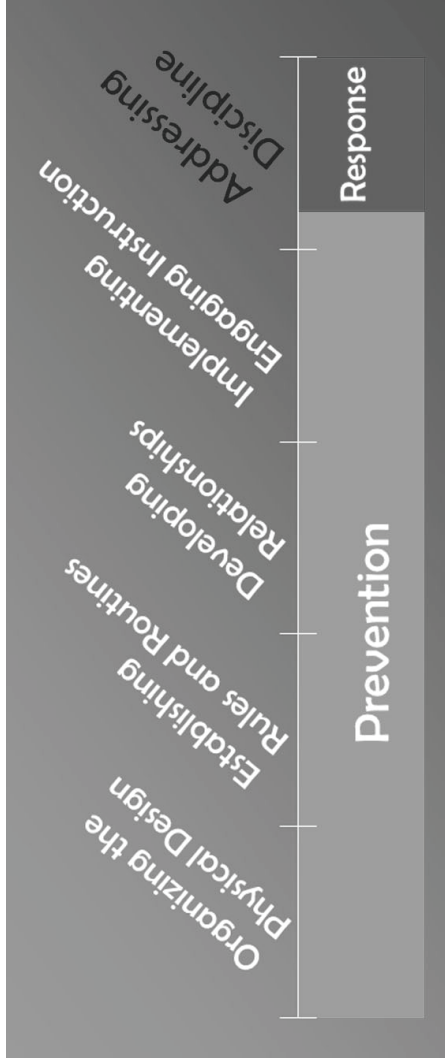 Organizing the
Physical Design
Establishing
Rules and Routines
Developing
Relationships
Implementing
Engaging Instruction
Addressing
Discipline
Prevention
Response